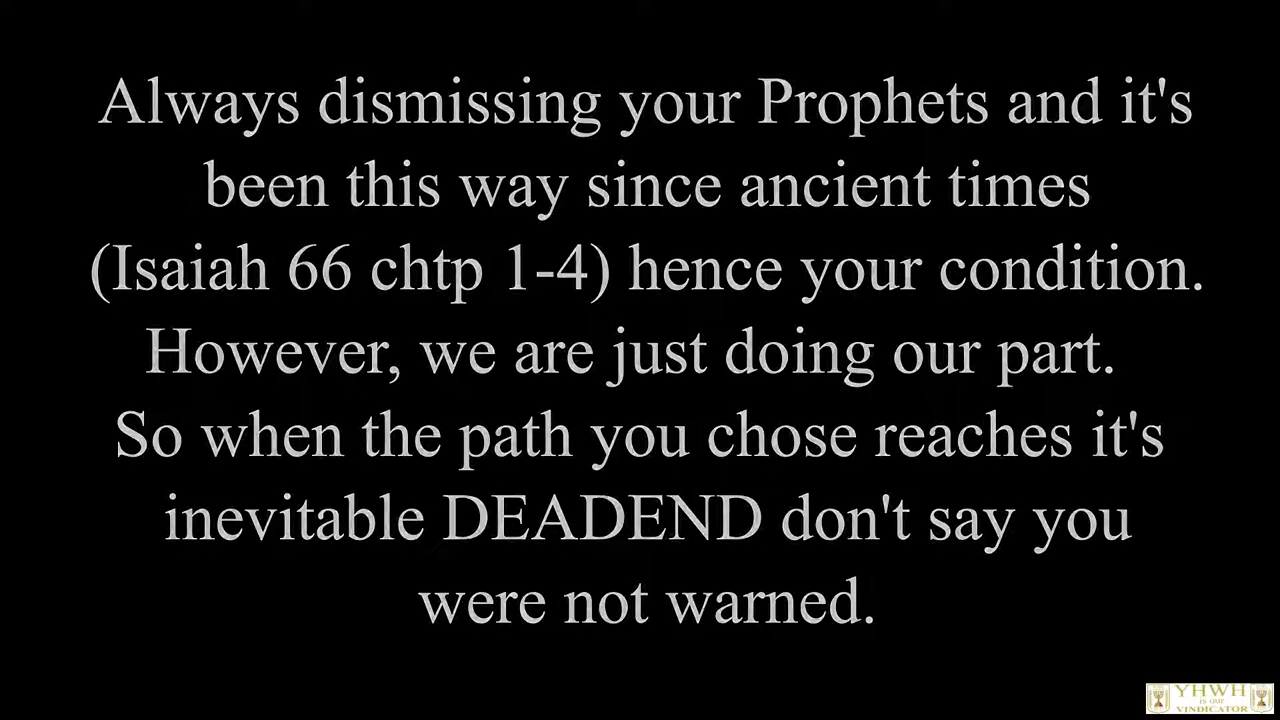 Always dismissing your Prophets and it's
been this way since ancient times
(Isaiah 66 chtp 1-4) hence your condition.
However, we are just doing our part.
So when the path you chose reaches it's
inevitable DEADEND don't say you
were not warned.
YHWH
IS OUR
VINDICATOR